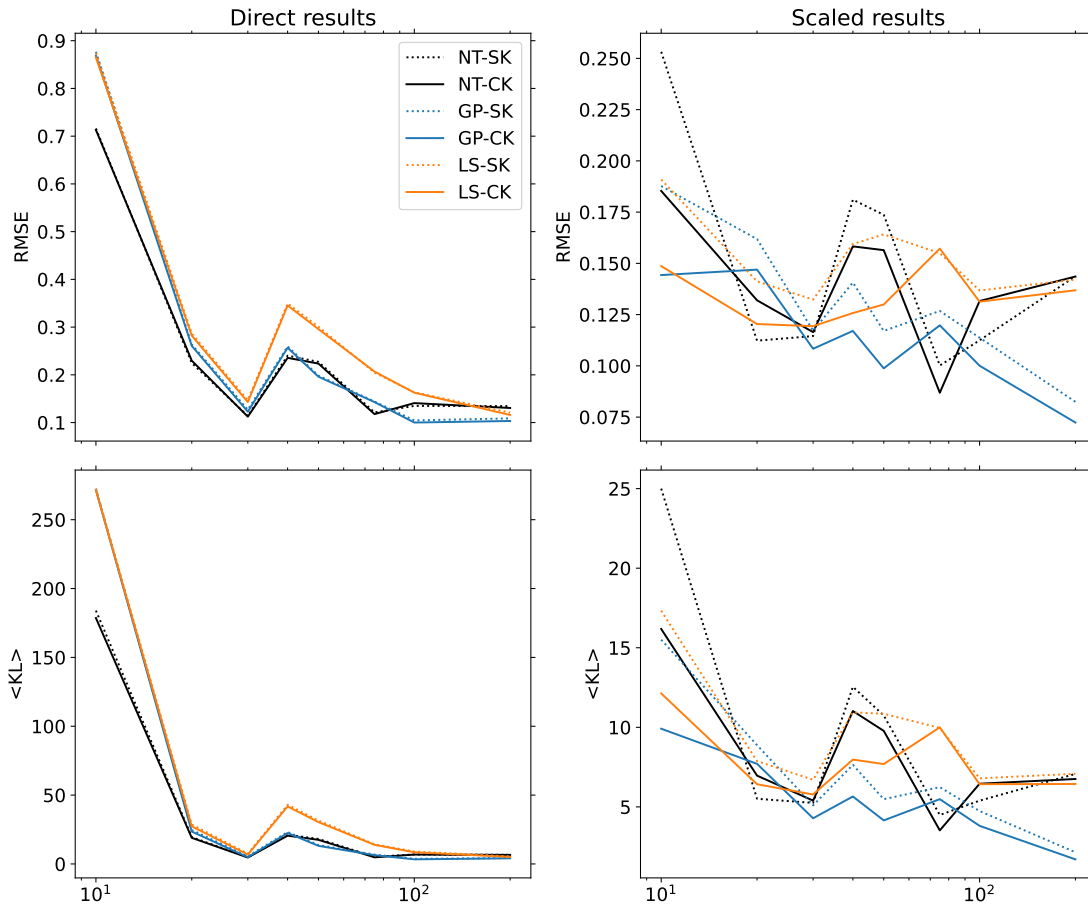 Direct results
Scaled results
RMSE
0.9
0.8
0.7
0.6
0.5
0.4
0.3
0.2
0.1
NT-SK
NT-CK
GP-SK
GP-CK
LS-SK
LS-CK
RMSE
0.250
0.225
0.200
0.175
0.150
0.125
0.100
0.075
<KL>
250
200
150
100
50
0
10¹
10²
<KL>
25
20
15
10
5
10¹
10²